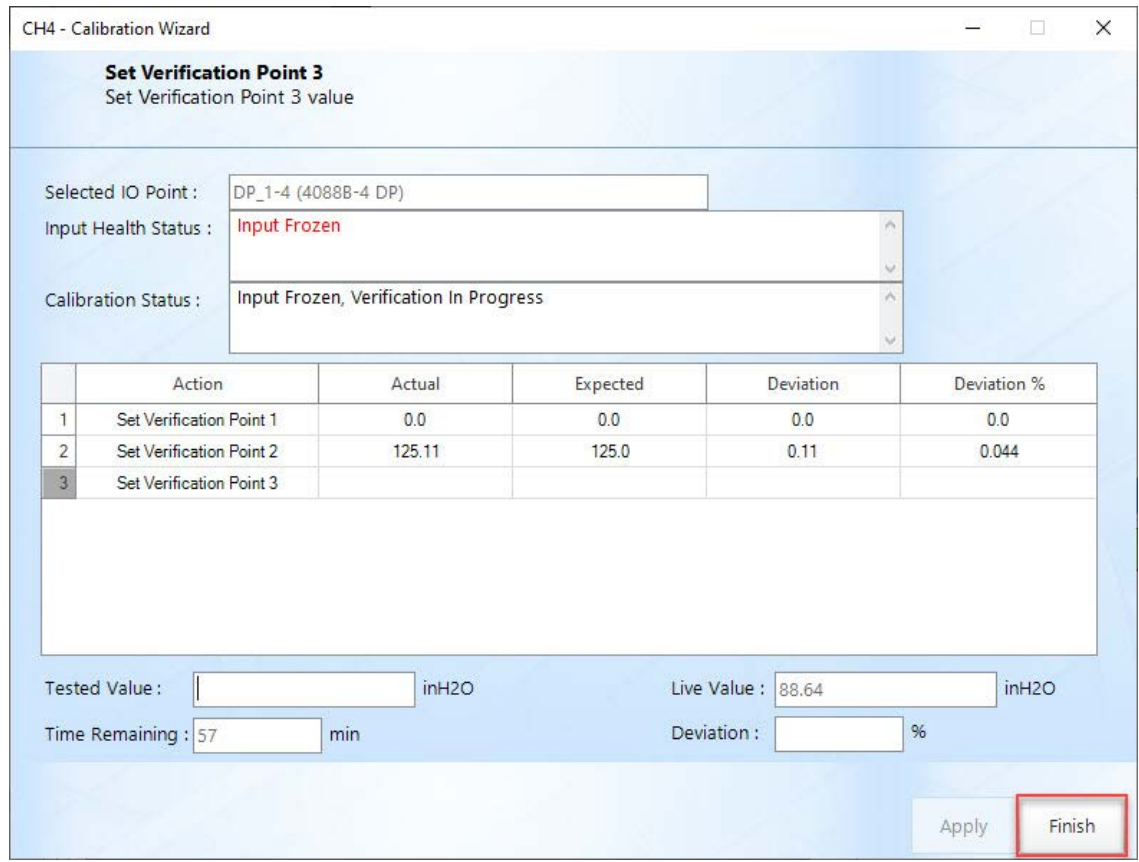 CH4 - Calibration Wizard
Set Verification Point 3
Set Verification Point 3 value
Selected IO Point : DP_1-4 (4088B-4 DP)
Input Health Status : Input Frozen
Calibration Status : Input Frozen, Verification In Progress
Action Actual Expected Deviation Deviation %
1 Set Verification Point 1 0.0 0.0 0.0 0.0
2 Set Verification Point 2 125.11 125.0 0.11 0.044
3 Set Verification Point 3
Tested Value : inH2O Live Value : 88.64 inH2O
Time Remaining : 57 min Deviation : %
Apply Finish